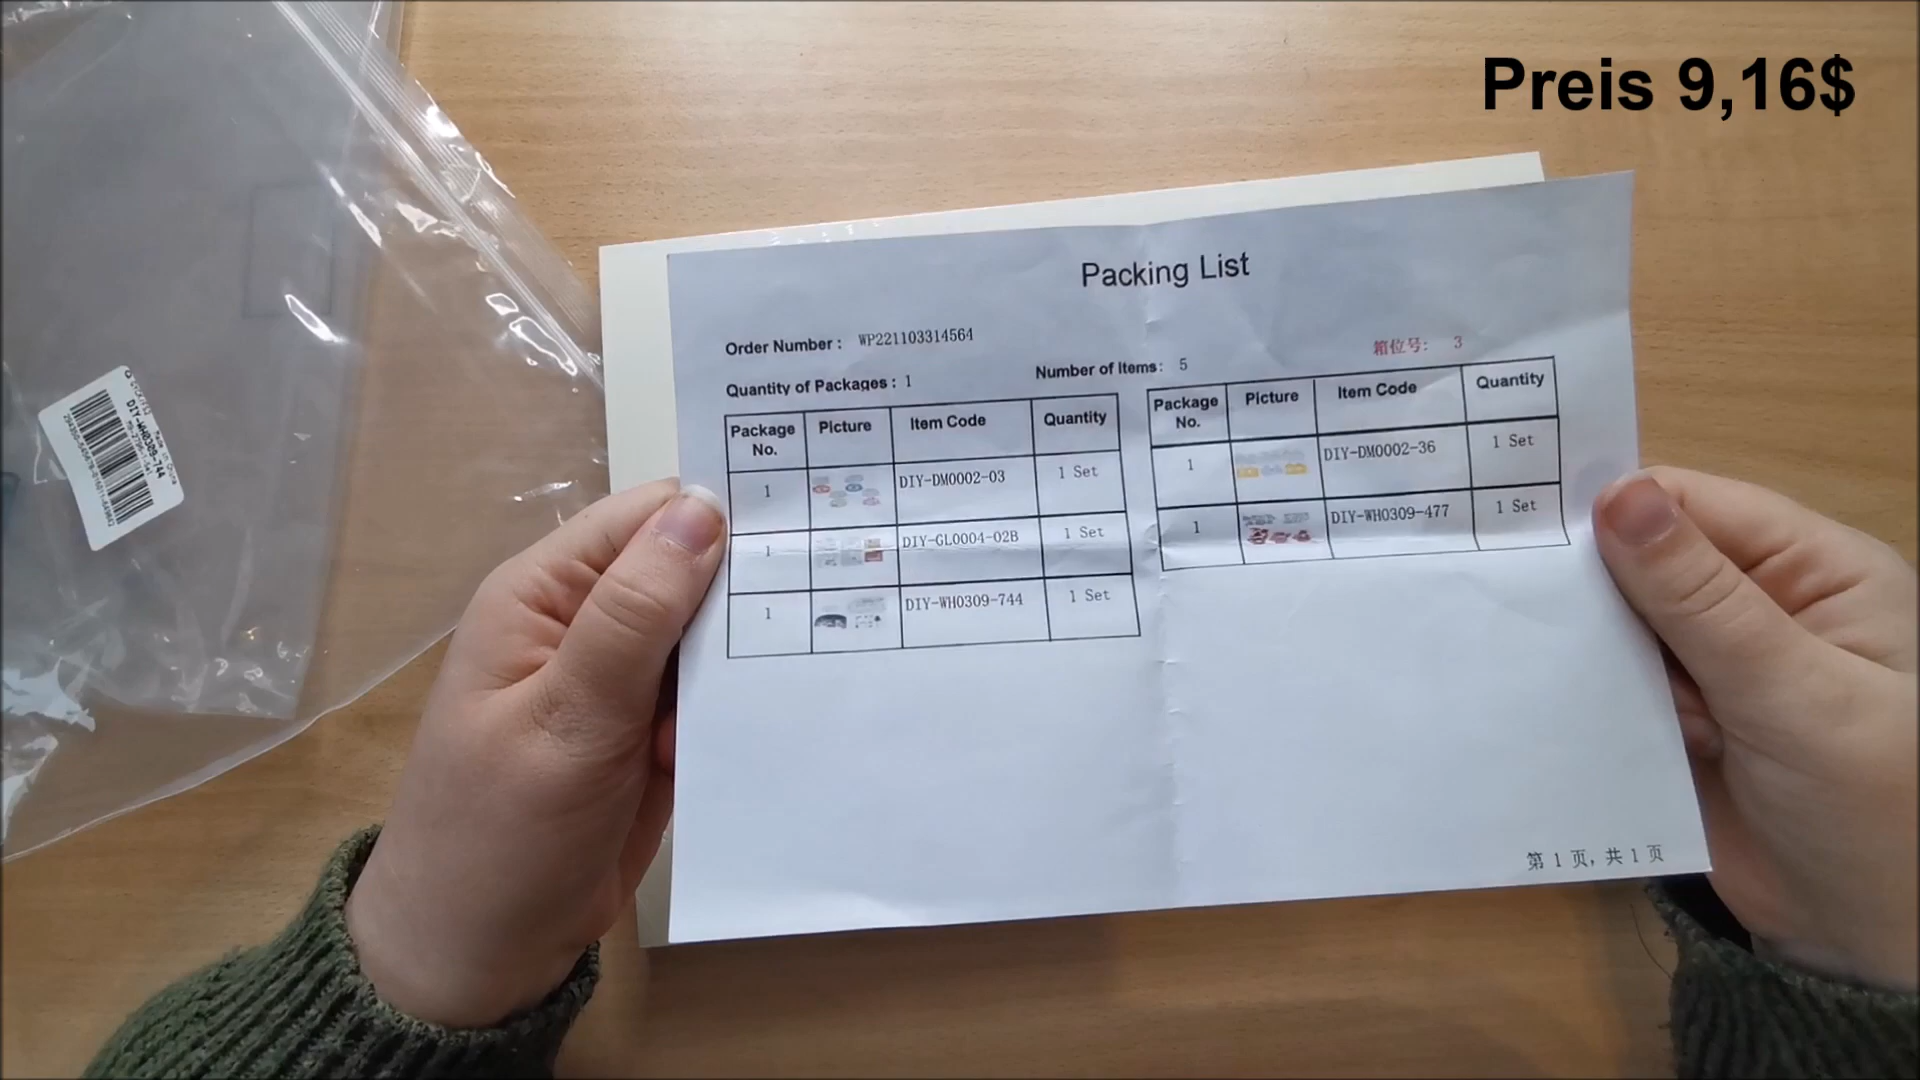 Preis 9,16$
Packing List
Order Number : WP221103314564
箱位号: 3
Quantity of Packages : 1
Number of Items: 5
Package No. Picture Item Code Quantity
1 DIY-DM0002-03 1 Set
1 DIY-GL0004-02B 1 Set
1 DIY-WH0309-744 1 Set
Package No. Picture Item Code Quantity
1 DIY-DM0002-36 1 Set
1 DIY-WH0309-477 1 Set
第 1 页, 共 1 页
DIY-WH0309-744
Made in China